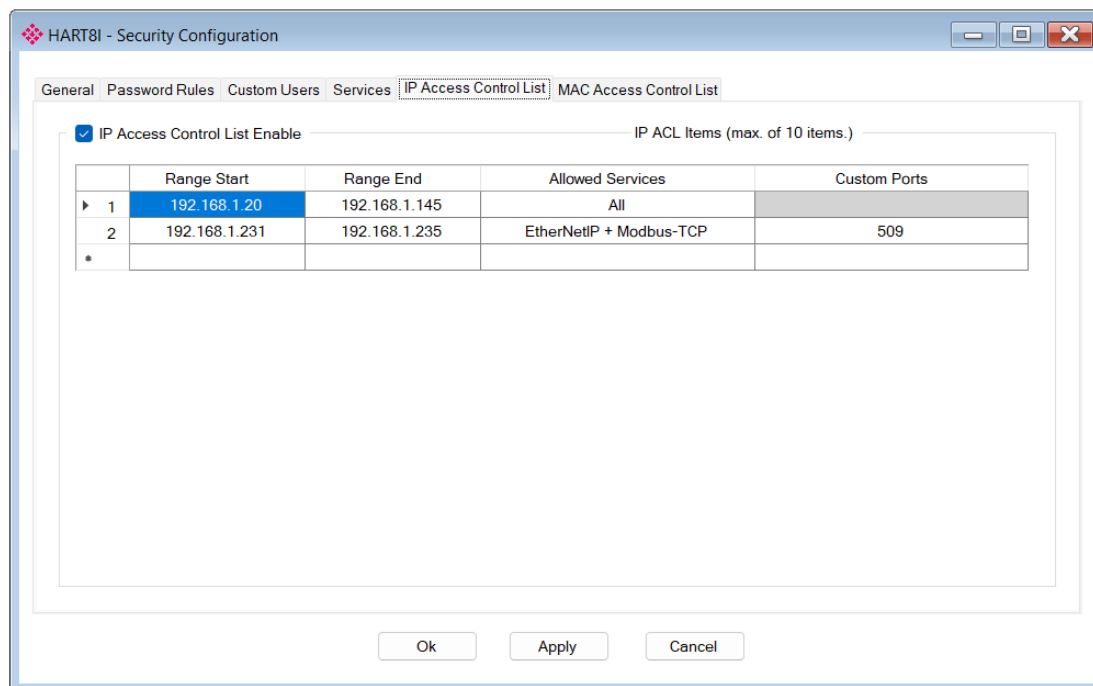 HART8I - Security Configuration
General Password Rules Custom Users Services IP Access Control List MAC Access Control List
IP Access Control List Enable IP ACL Items (max. of 10 items.)
Range Start Range End Allowed Services Custom Ports
1 192.168.1.20 192.168.1.145 All
2 192.168.1.231 192.168.1.235 EtherNetIP + Modbus-TCP 509
Ok Apply Cancel